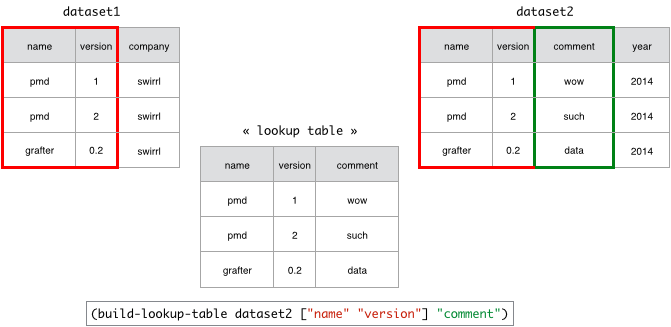 dataset1
name version company
pmd 1 swirrl
pmd 2 swirrl
grafter 0.2 swirrl
dataset2
name version comment year
pmd 1 wow 2014
pmd 2 such 2014
grafter 0.2 data 2014
« lookup table »
name version comment
pmd 1 wow
pmd 2 such
grafter 0.2 data
(build-lookup-table dataset2 ["name" "version"] "comment")